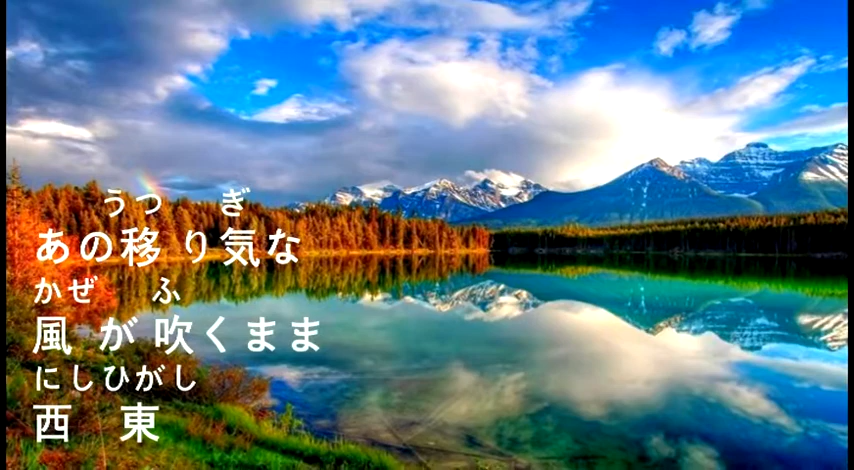 うつ ぎ
あの移り気な
かぜ ふ
風が吹くまま
にしひがし
西 東